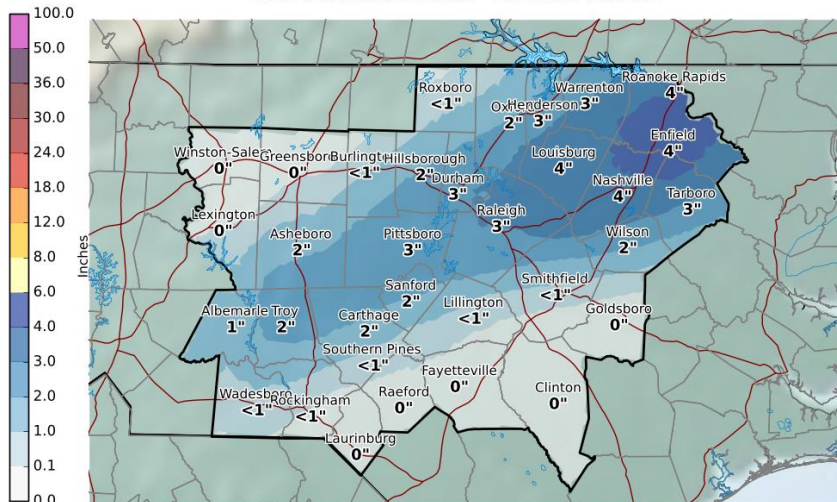 100.0
50.0
36.0
30.0
24.0
18.0
12.0
8.0
6.0
4.0
3.0
2.0
1.0
0.1
0.0
Inches
Roanoke Rapids
4"
Roxboro
<1"
Warrenton
3"
Henderson
3"
2"
Enfield
4"
Winston-Salem
0"
Greensboro
0"
Burlington
<1"
Hillsborough
2"
Louisburg
4"
Durham
3"
Nashville
4"
Tarboro
3"
Lexington
0"
Raleigh
3"
Asheboro
2"
Pittsboro
3"
Wilson
2"
Sanford
2"
Smithfield
<1"
Albemarle
1"
Troy
2"
Carthage
2"
Lillington
<1"
Goldsboro
0"
Southern Pines
<1"
Fayetteville
0"
Wadesboro
<1"
Rockingham
<1"
Raeford
0"
Clinton
0"
Laurinburg
0"